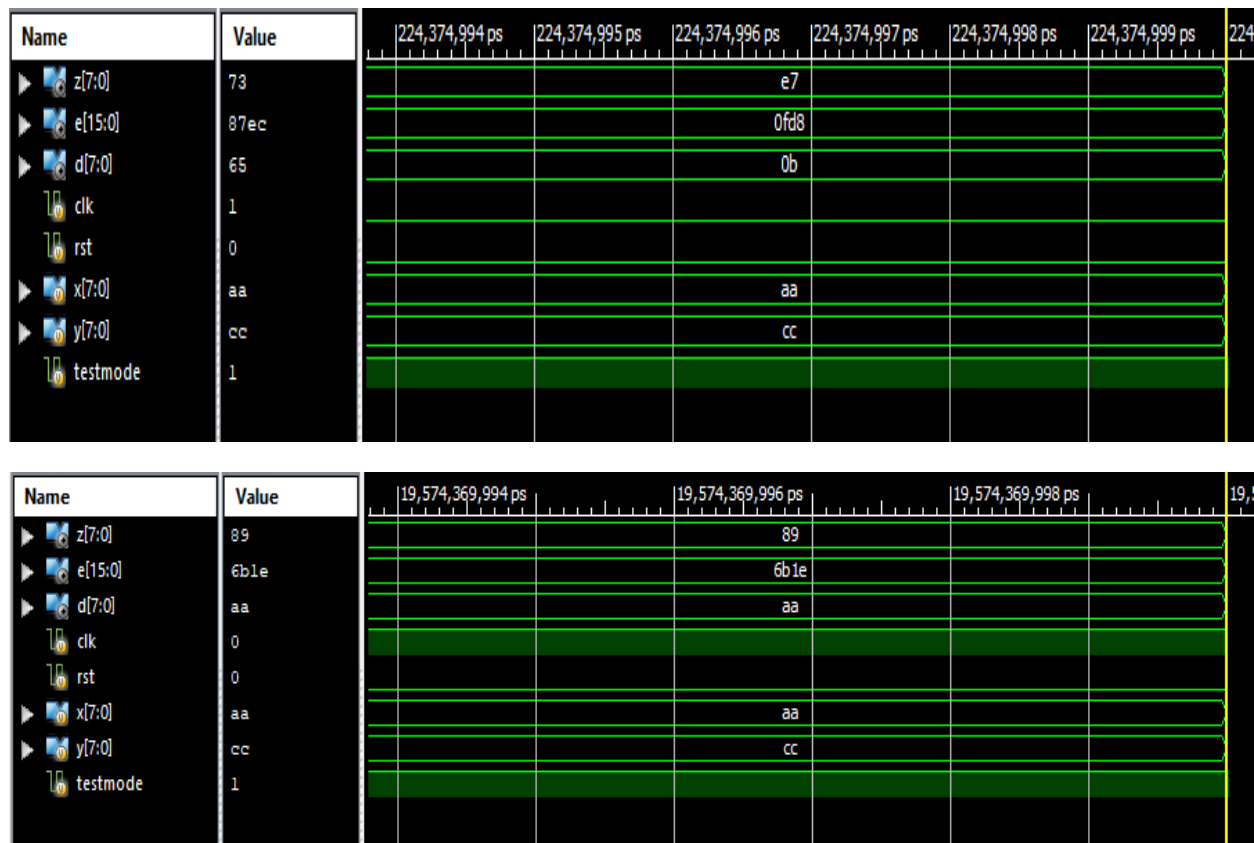 Name Value 224,374,994 ps 224,374,995 ps 224,374,996 ps 224,374,997 ps 224,374,998 ps 224,374,999 ps 224
z[7:0] 73 e7
e[15:0] 87ec 0fd8
d[7:0] 65 0b
clk 1
rst 0
x[7:0] aa aa
y[7:0] cc cc
testmode 1
Name Value 19,574,369,994 ps 19,574,369,996 ps 19,574,369,998 ps 19,5
z[7:0] 89 89
e[15:0] 6b1e 6b1e
d[7:0] aa aa
clk 0
rst 0
x[7:0] aa aa
y[7:0] cc cc
testmode 1